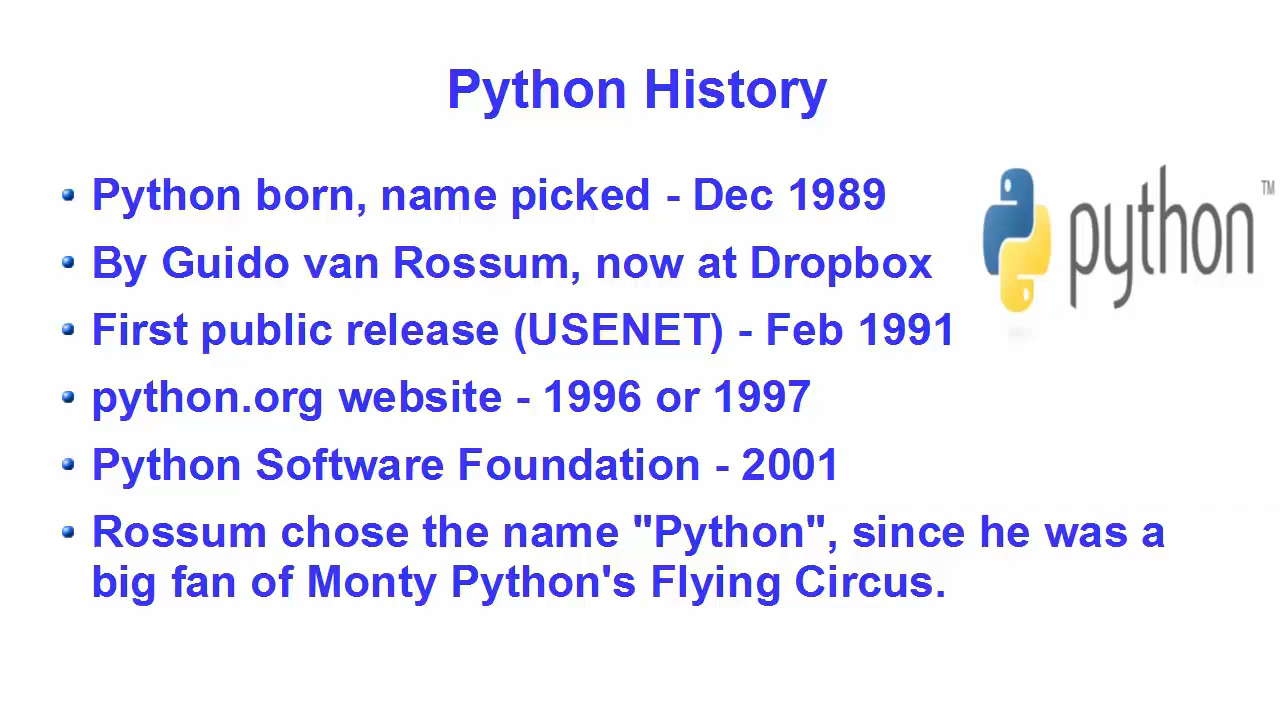 Python History
Python born, name picked - Dec 1989
By Guido van Rossum, now at Dropbox
First public release (USENET) - Feb 1991
python.org website - 1996 or 1997
Python Software Foundation - 2001
Rossum chose the name "Python", since he was a
big fan of Monty Python's Flying Circus.
python TM